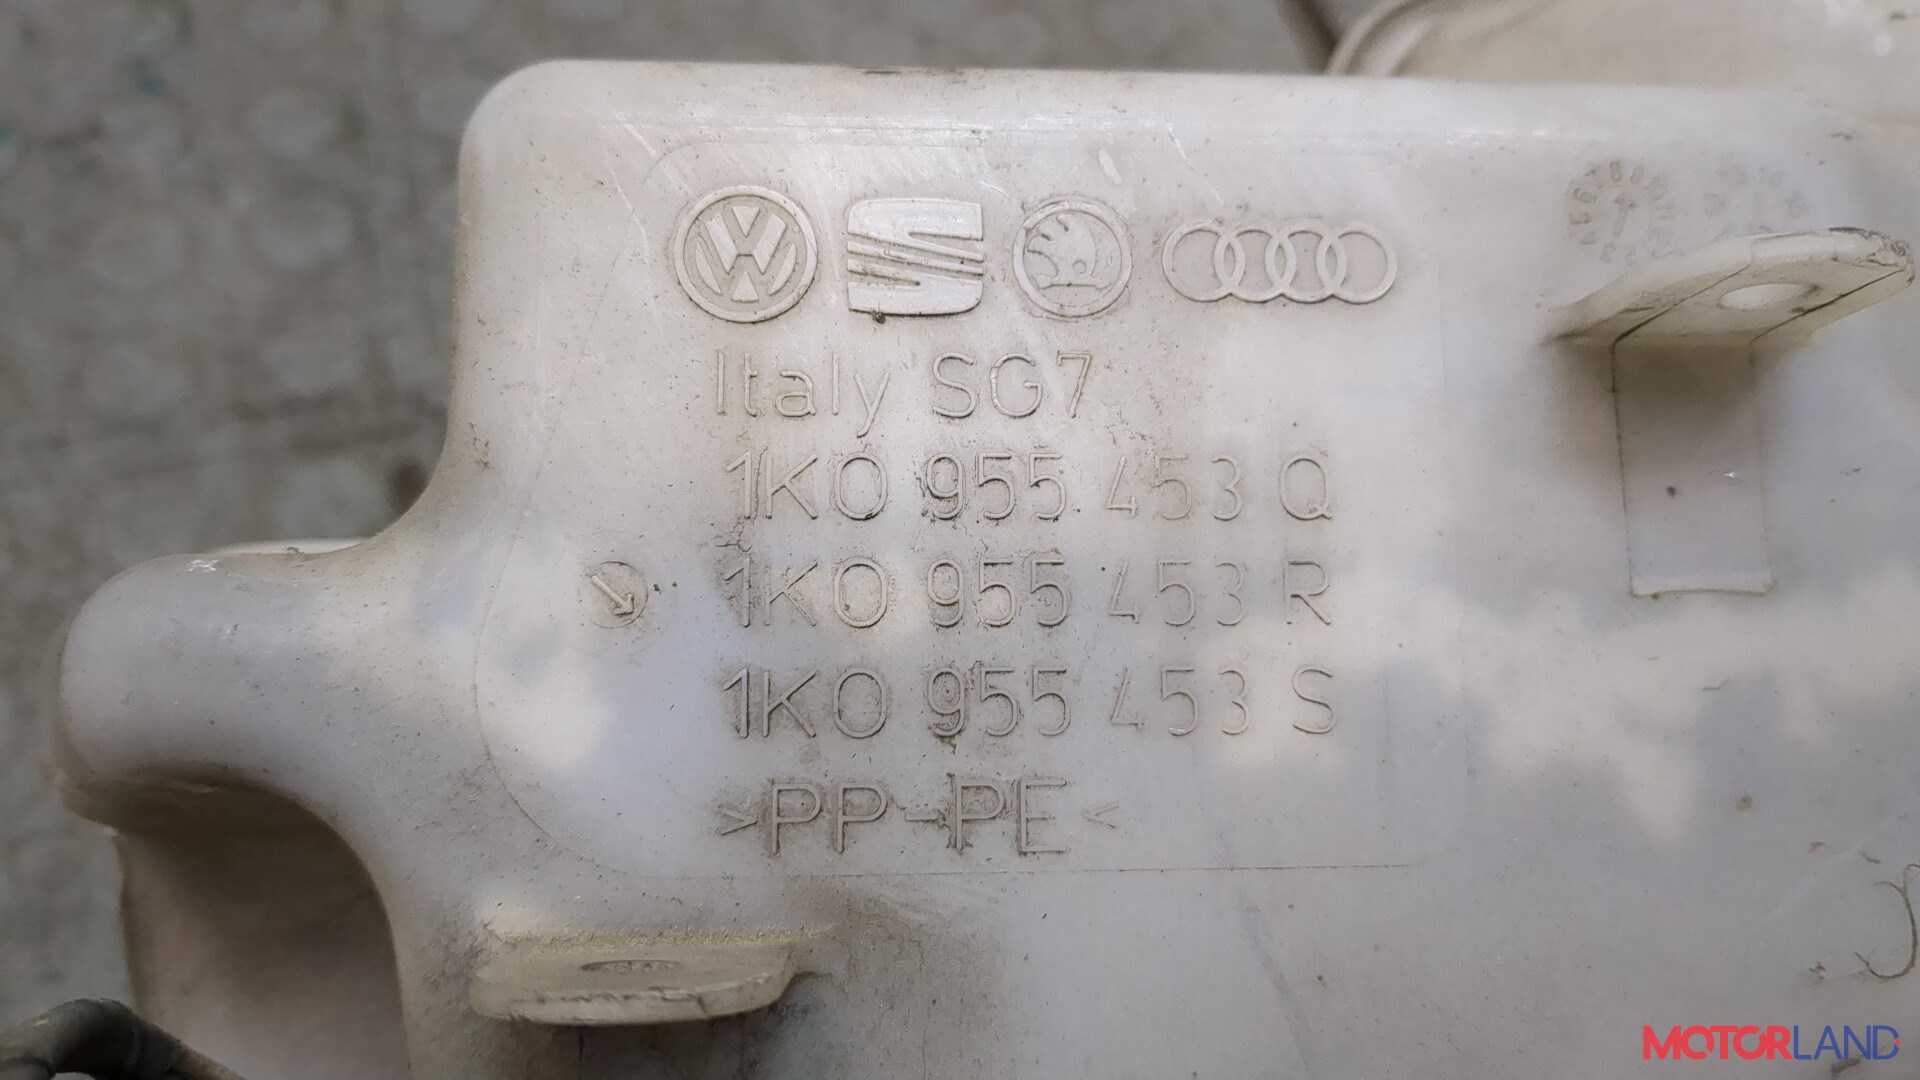 Italy SG7
1K0 955 453 Q
1K0 955 453 R
1K0 955 453 S
>PP-PE<
MOTORLAND